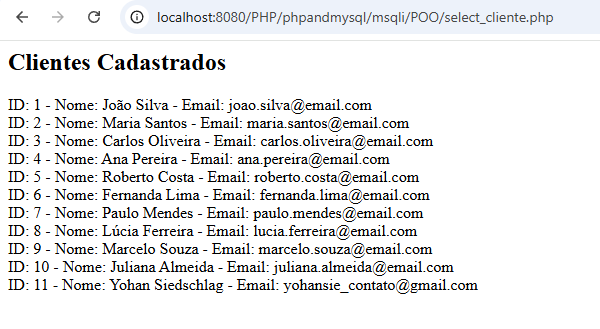 localhost:8080/PHP/phpandmysql/msqli/POO/select_cliente.php
Clientes Cadastrados
ID: 1 - Nome: João Silva - Email: joao.silva@email.com
ID: 2 - Nome: Maria Santos - Email: maria.santos@email.com
ID: 3 - Nome: Carlos Oliveira - Email: carlos.oliveira@email.com
ID: 4 - Nome: Ana Pereira - Email: ana.pereira@email.com
ID: 5 - Nome: Roberto Costa - Email: roberto.costa@email.com
ID: 6 - Nome: Fernanda Lima - Email: fernanda.lima@email.com
ID: 7 - Nome: Paulo Mendes - Email: paulo.mendes@email.com
ID: 8 - Nome: Lúcia Ferreira - Email: lucia.ferreira@email.com
ID: 9 - Nome: Marcelo Souza - Email: marcelo.souza@email.com
ID: 10 - Nome: Juliana Almeida - Email: juliana.almeida@email.com
ID: 11 - Nome: Yohan Siedschlag - Email: yohansie_contato@gmail.com